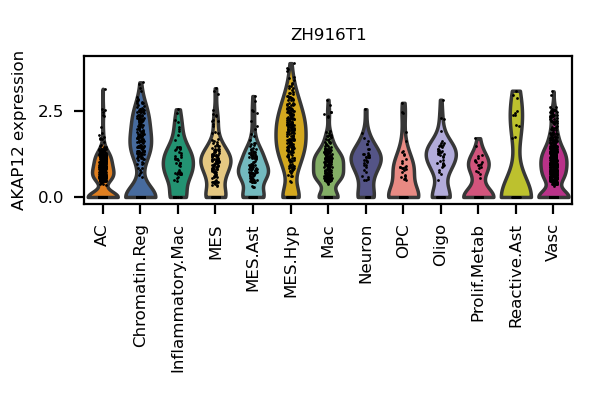 ZH916T1
AKAP12 expression
2.5
0.0
AC
Chromatin.Reg
Inflammatory.Mac
MES
MES.Ast
MES.Hyp
Mac
Neuron
OPC
Oligo
Prolif.Metab
Reactive.Ast
Vasc